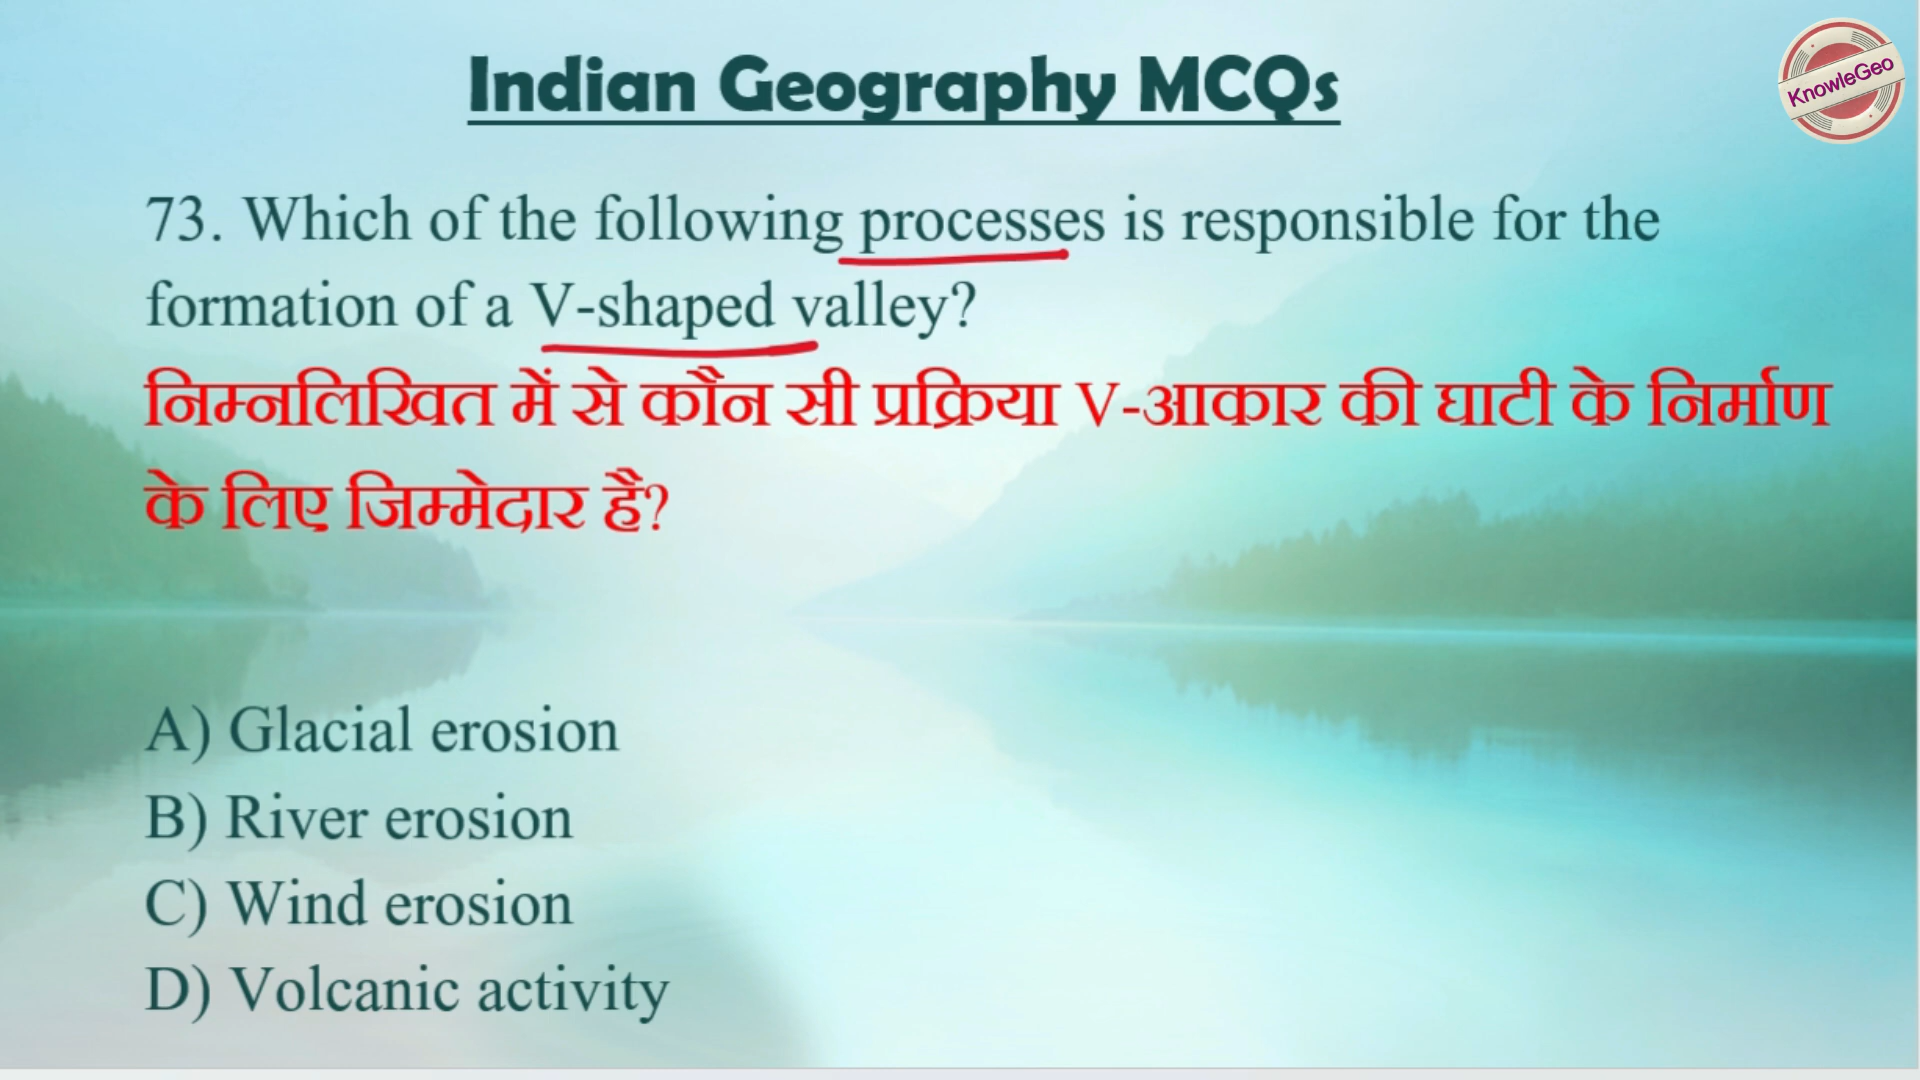 Indian Geography MCQs
KnowleGeo
73. Which of the following processes is responsible for the
formation of a V-shaped valley?
निम्नलिखित में से कौन सी प्रक्रिया V-आकार की घाटी के निर्माण
के लिए जिम्मेदार है?
A) Glacial erosion
B) River erosion
C) Wind erosion
D) Volcanic activity